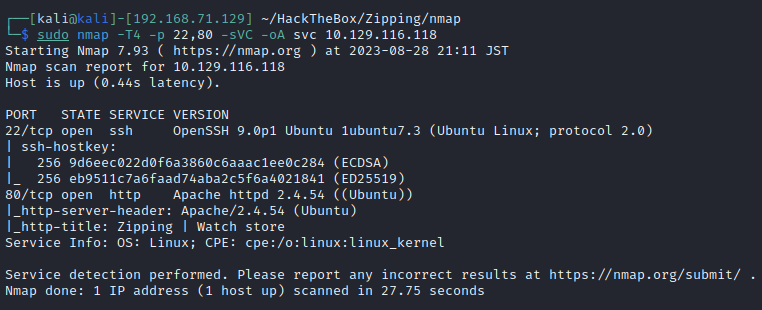 ┌──[kali@kali]-[192.168.71.129] ~/HackTheBox/Zipping/nmap
└─$ sudo nmap -T4 -p 22,80 -sVC -oA svc 10.129.116.118
Starting Nmap 7.93 ( https://nmap.org ) at 2023-08-28 21:11 JST
Nmap scan report for 10.129.116.118
Host is up (0.44s latency).

PORT   STATE SERVICE VERSION
22/tcp open  ssh     OpenSSH 9.0p1 Ubuntu 1ubuntu7.3 (Ubuntu Linux; protocol 2.0)
| ssh-hostkey:
|   256 9d6eec022d0f6a3860c6aaac1ee0c284 (ECDSA)
|_  256 eb9511c7a6faad74aba2c5f6a4021841 (ED25519)
80/tcp open  http    Apache httpd 2.4.54 ((Ubuntu))
|_http-server-header: Apache/2.4.54 (Ubuntu)
|_http-title: Zipping | Watch store
Service Info: OS: Linux; CPE: cpe:/o:linux:linux_kernel

Service detection performed. Please report any incorrect results at https://nmap.org/submit/ .
Nmap done: 1 IP address (1 host up) scanned in 27.75 seconds